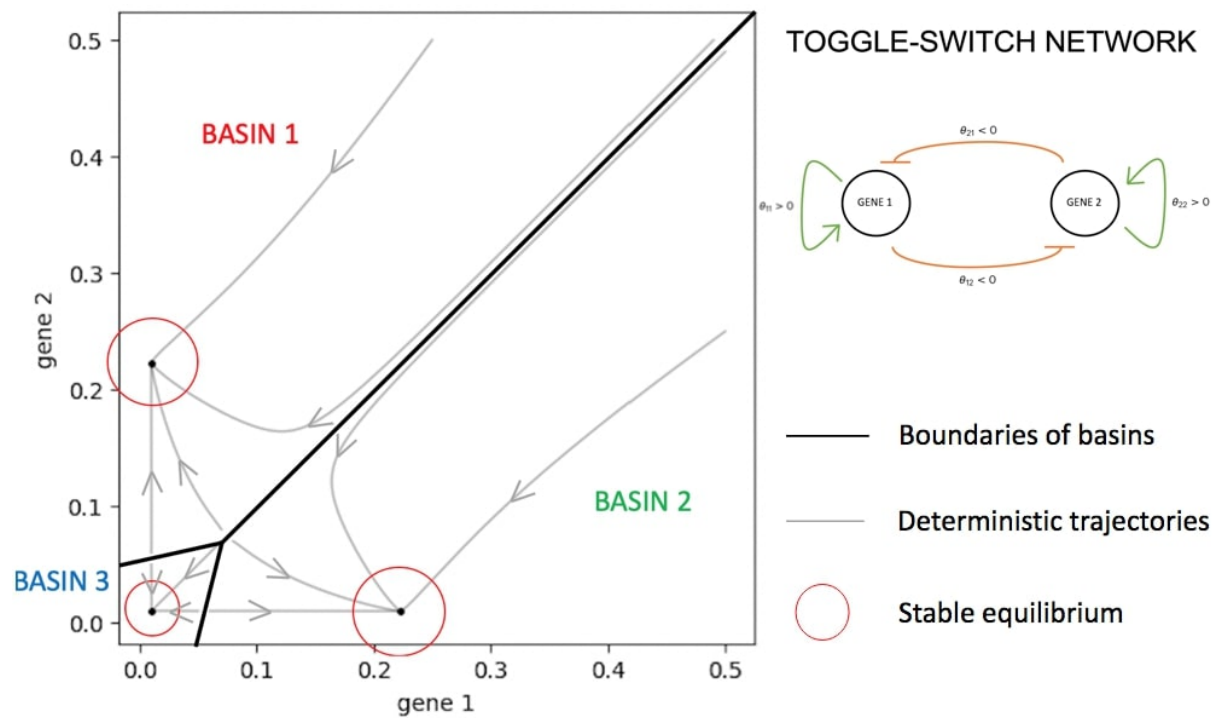 0.5
0.4
0.3
0.2
0.1
0.0
gene 2
BASIN 1
BASIN 2
BASIN 3
0.0 0.1 0.2 0.3 0.4 0.5
gene 1
TOGGLE-SWITCH NETWORK
θ₂₁ < 0
θ₁₁ > 0
GENE 1
GENE 2
θ₂₂ > 0
θ₁₂ < 0
Boundaries of basins
Deterministic trajectories
Stable equilibrium